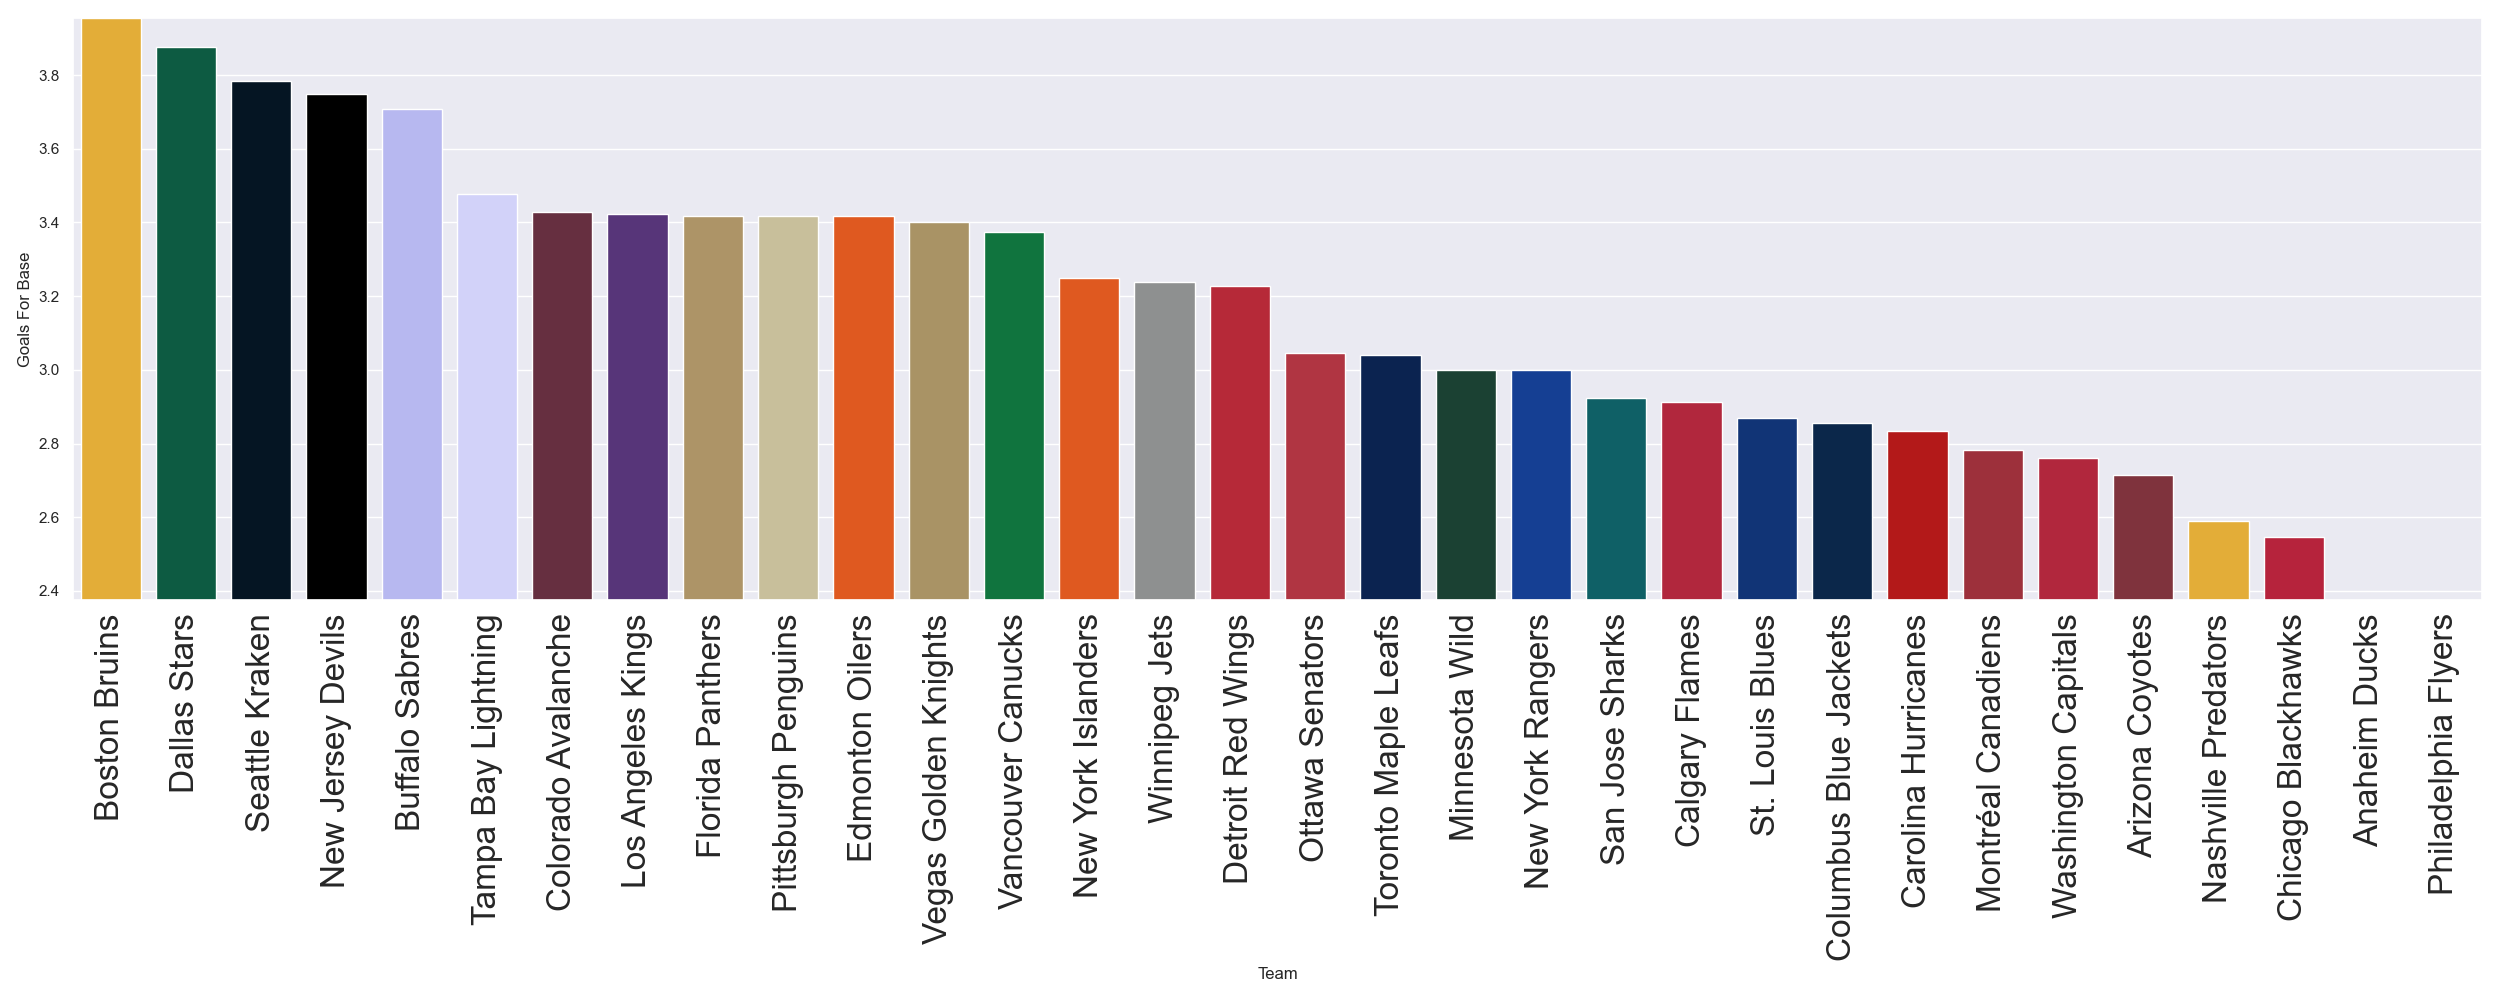 3.8
3.6
3.4
3.2
3.0
2.8
2.6
2.4
Goals For Base
Boston Bruins
Dallas Stars
Seattle Kraken
New Jersey Devils
Buffalo Sabres
Tampa Bay Lightning
Colorado Avalanche
Los Angeles Kings
Florida Panthers
Pittsburgh Penguins
Edmonton Oilers
Vegas Golden Knights
Vancouver Canucks
New York Islanders
Winnipeg Jets
Detroit Red Wings
Ottawa Senators
Toronto Maple Leafs
Minnesota Wild
New York Rangers
San Jose Sharks
Calgary Flames
St. Louis Blues
Columbus Blue Jackets
Carolina Hurricanes
Montréal Canadiens
Washington Capitals
Arizona Coyotes
Nashville Predators
Chicago Blackhawks
Anaheim Ducks
Philadelphia Flyers
Team